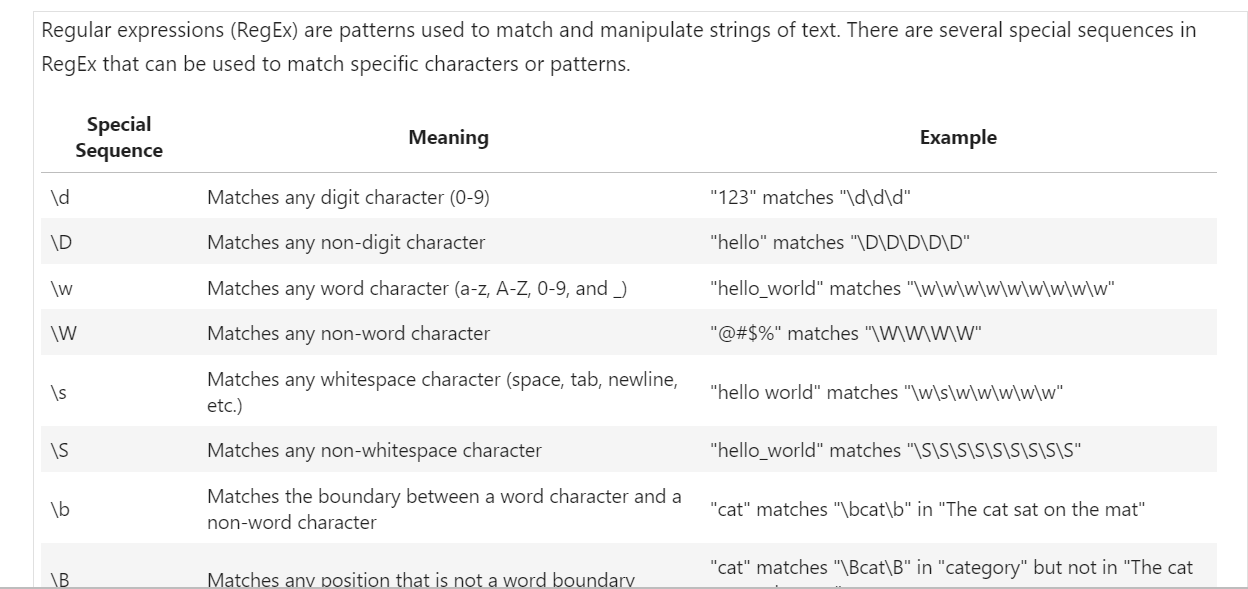 Regular expressions (RegEx) are patterns used to match and manipulate strings of text. There are several special sequences in
RegEx that can be used to match specific characters or patterns.
Special
Sequence
Meaning
Example
\d
Matches any digit character (0-9)
"123" matches "\d\d\d"
\D
Matches any non-digit character
"hello" matches "\D\D\D\D\D"
\w
Matches any word character (a-z, A-Z, 0-9, and _)
"hello_world" matches "\w\w\w\w\w\w\w\w\w"
\W
Matches any non-word character
"@#$%" matches "\W\W\W\W"
\s
Matches any whitespace character (space, tab, newline,
etc.)
"hello world" matches "\w\s\w\w\w\w\w"
\S
Matches any non-whitespace character
"hello_world" matches "\S\S\S\S\S\S\S\S\S"
\b
Matches the boundary between a word character and a
non-word character
"cat" matches "\bcat\b" in "The cat sat on the mat"
\B
Matches any position that is not a word boundary
"cat" matches "\Bcat\B" in "category" but not in "The cat